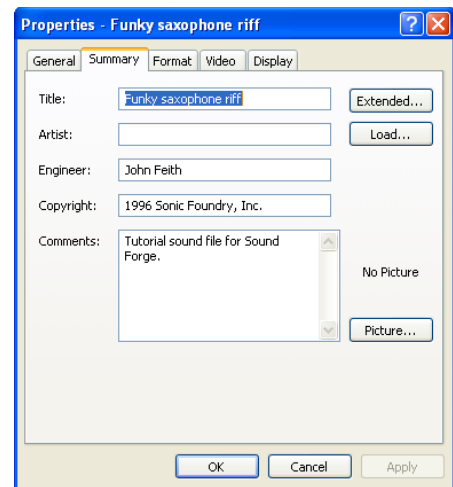 Properties - Funky saxophone riff
General Summary Format Video Display
Title: Funky saxophone riff Extended...
Artist: Load...
Engineer: John Feith
Copyright: 1996 Sonic Foundry, Inc.
Comments: Tutorial sound file for Sound
Forge.
No Picture
Picture...
OK Cancel Apply